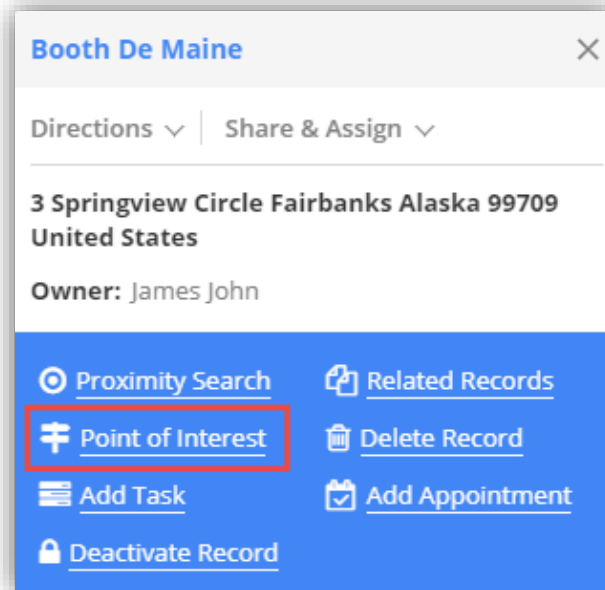 Booth De Maine
Directions
Share & Assign
3 Springview Circle Fairbanks Alaska 99709
United States
Owner: James John
Proximity Search
Related Records
Point of Interest
Delete Record
Add Task
Add Appointment
Deactivate Record